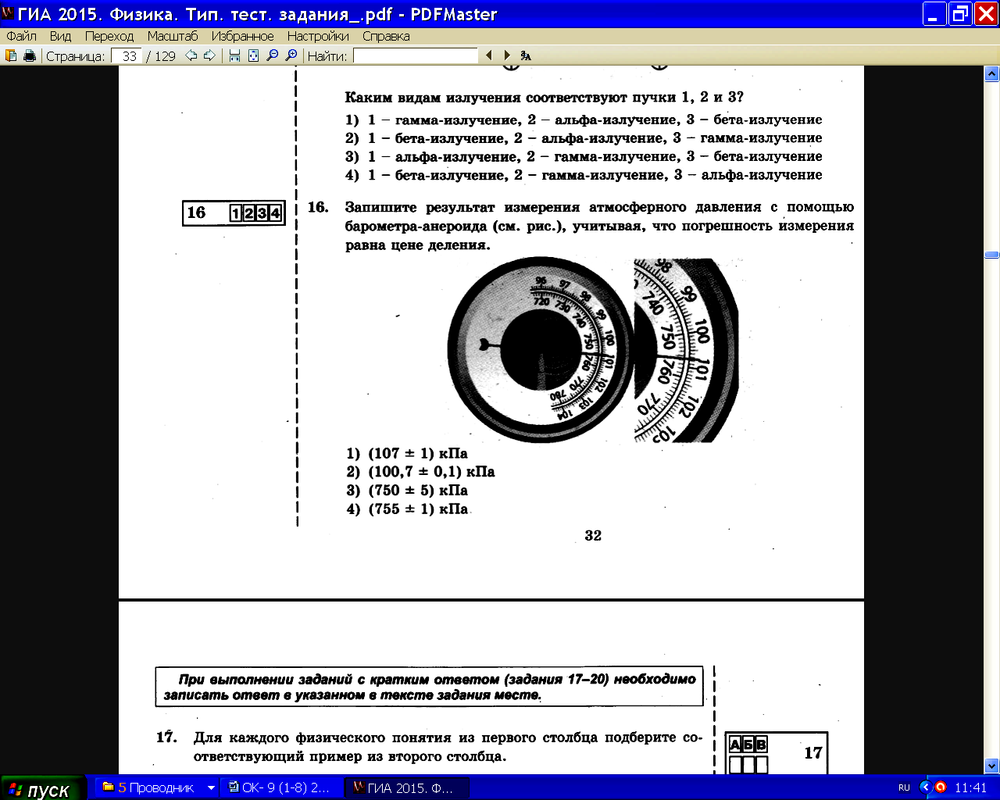 ГИА 2015. Физика. Тип. тест. задания_.pdf - PDFMaster
Файл Вид Переход Масштаб Избранное Настройки Справка
Страница: 33 / 129 Найти:
Каким видам излучения соответствуют пучки 1, 2 и 3?
1) 1 – гамма-излучение, 2 – альфа-излучение, 3 – бета-излучение
2) 1 – бета-излучение, 2 – альфа-излучение, 3 – гамма-излучение
3) 1 – альфа-излучение, 2 – гамма-излучение, 3 – бета-излучение
4) 1 – бета-излучение, 2 – гамма-излучение, 3 – альфа-излучение
16 1 2 3 4
16. Запишите результат измерения атмосферного давления с помощью
барометра-анероида (см. рис.), учитывая, что погрешность измерения
равна цене деления.
96 97 98 99 100 101 102 103 104
720 730 740 750 760 770 780
98 99 100 101 102 103
740 750 760 770
1) (107 ± 1) кПа
2) (100,7 ± 0,1) кПа
3) (750 ± 5) кПа
4) (755 ± 1) кПа
32
При выполнении заданий с кратким ответом (задания 17–20) необходимо
записать ответ в указанном в тексте задания месте.
17. Для каждого физического понятия из первого столбца подберите со-
ответствующий пример из второго столбца.
А Б В
17
пуск 5 Проводник ОК- 9 (1-8) 2... ГИА 2015. Ф... RU 11:41